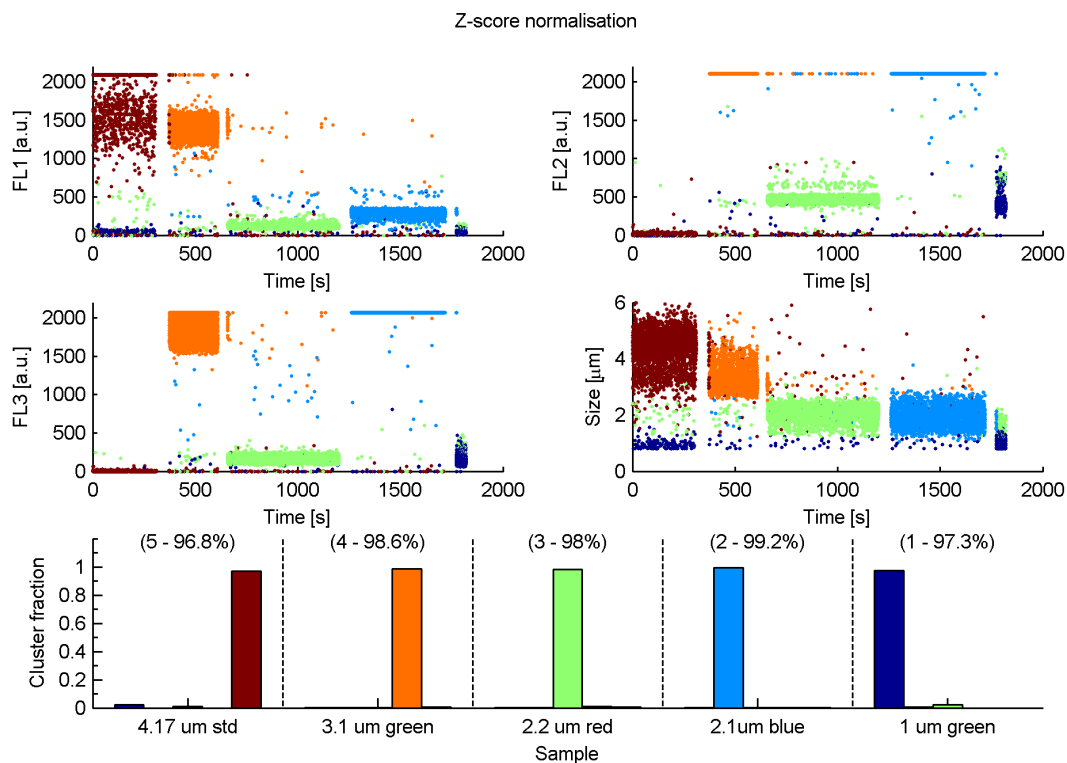 Z-score normalisation
2000
1500
1000
500
0
FL1 [a.u.]
0 500 1000 1500 2000
Time [s]
2000
1500
1000
500
0
FL2 [a.u.]
0 500 1000 1500 2000
Time [s]
2000
1500
1000
500
0
FL3 [a.u.]
0 500 1000 1500 2000
Time [s]
6
4
2
0
Size [µm]
0 500 1000 1500 2000
Time [s]
(5 - 96.8%) (4 - 98.6%) (3 - 98%) (2 - 99.2%) (1 - 97.3%)
1
0.8
0.6
0.4
0.2
0
Cluster fraction
4.17 um std 3.1 um green 2.2 um red 2.1um blue 1 um green
Sample